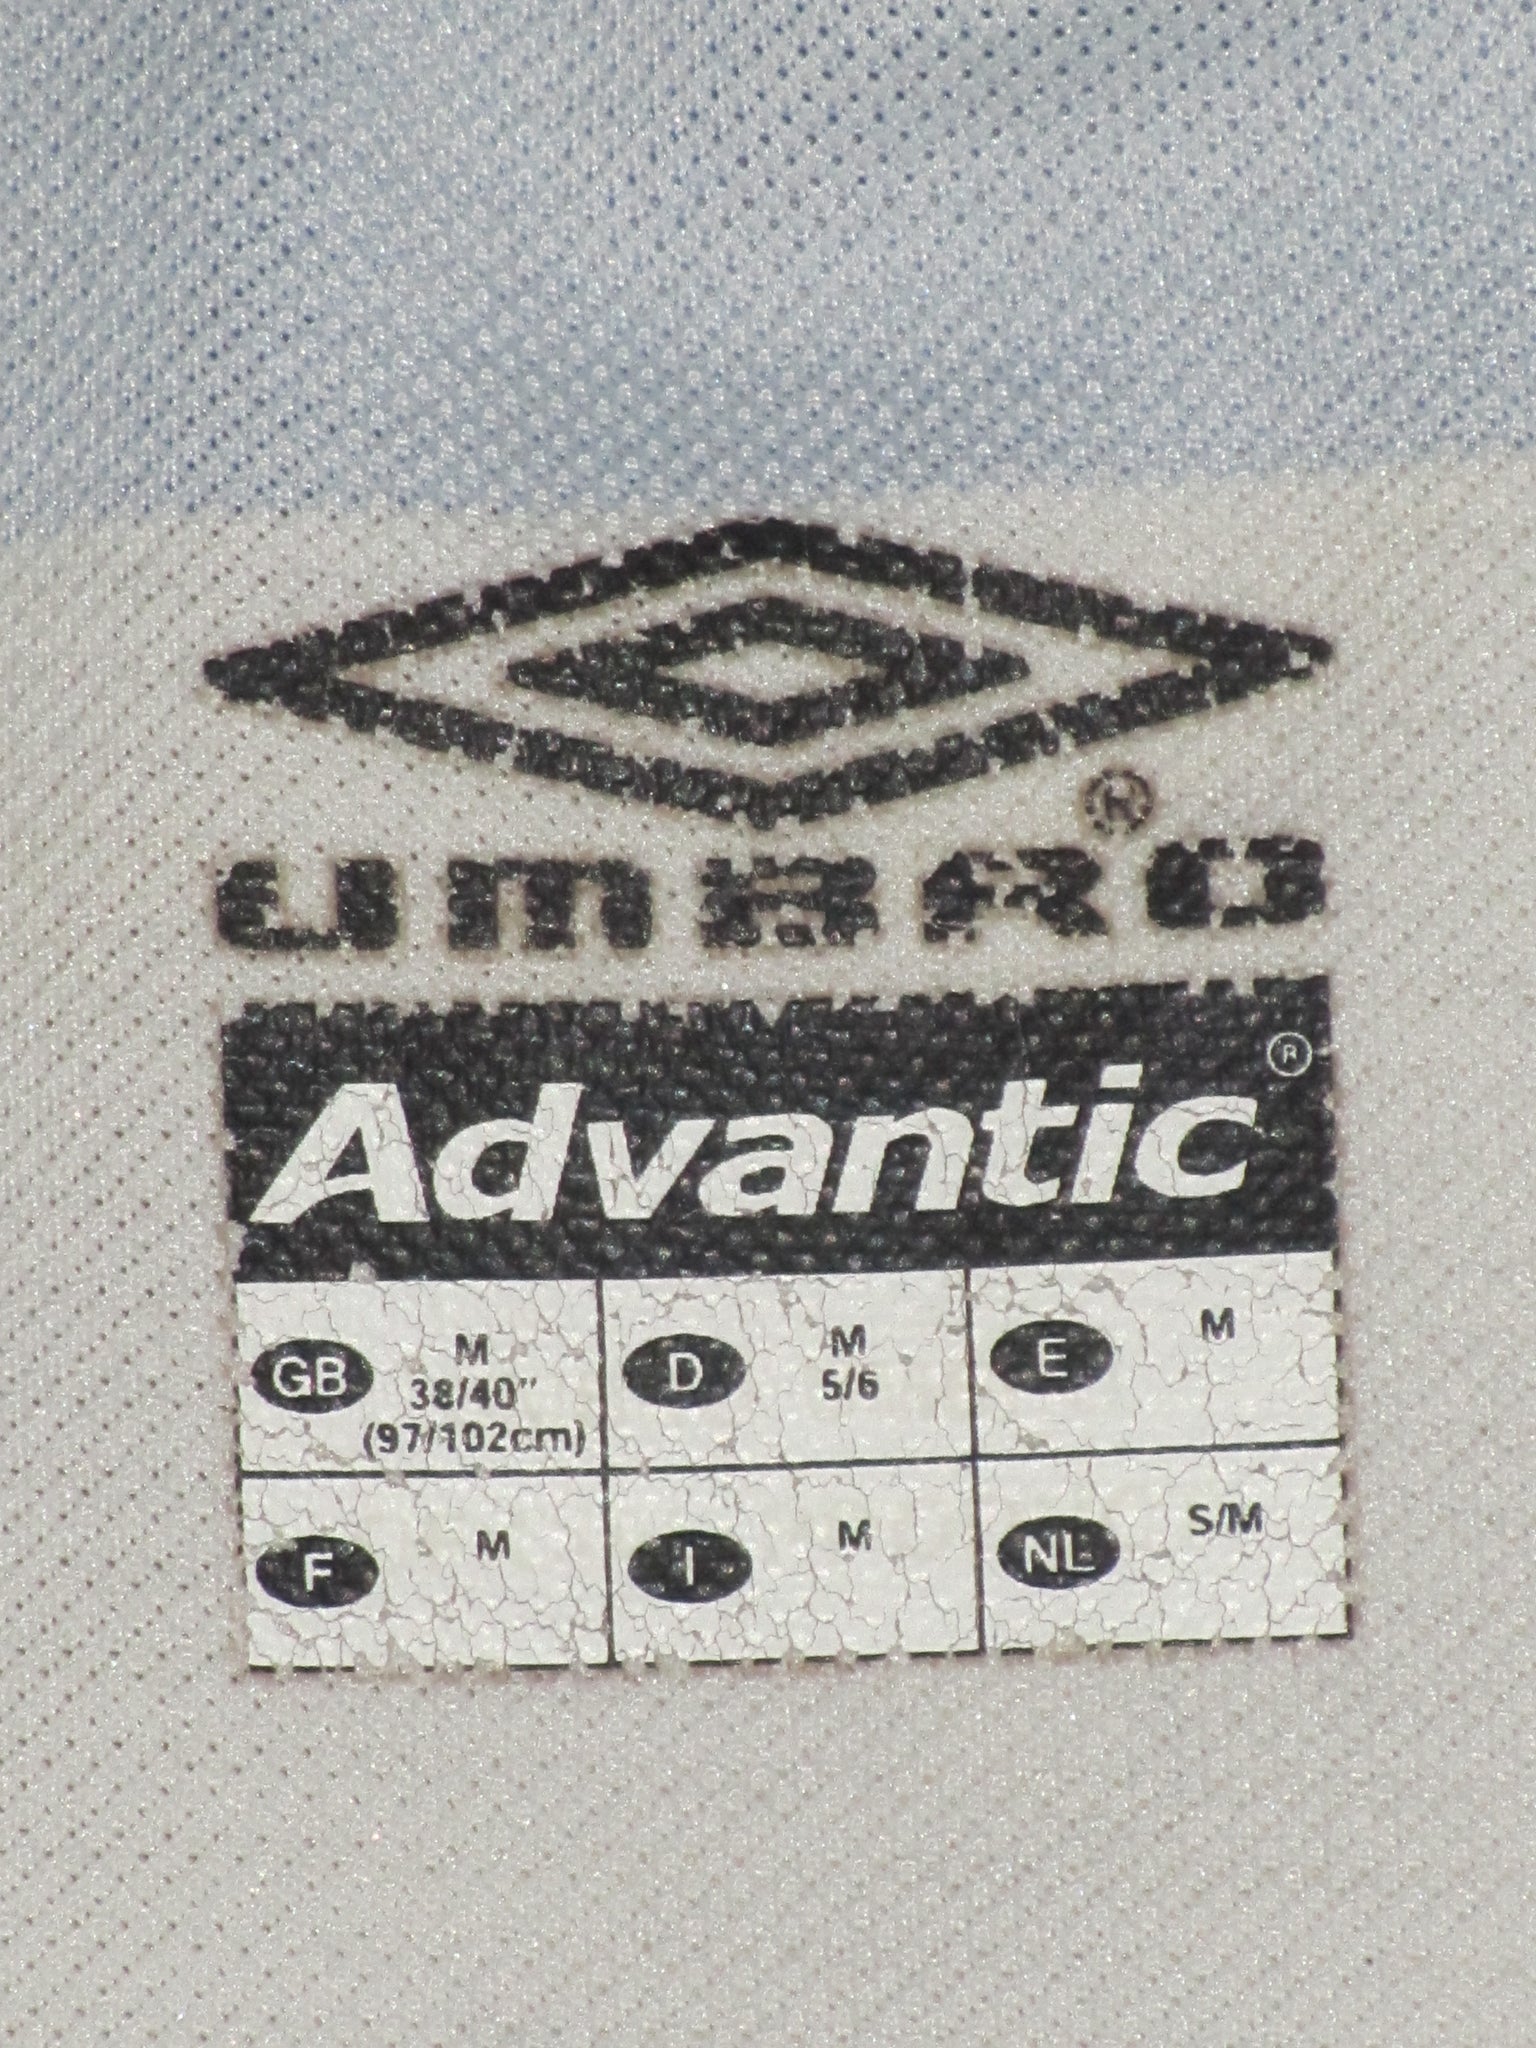 UMBRO®
Advantic®
GB M
38/40"
(97/102cm)
D M
5/6
E M
F M
I M
NL S/M